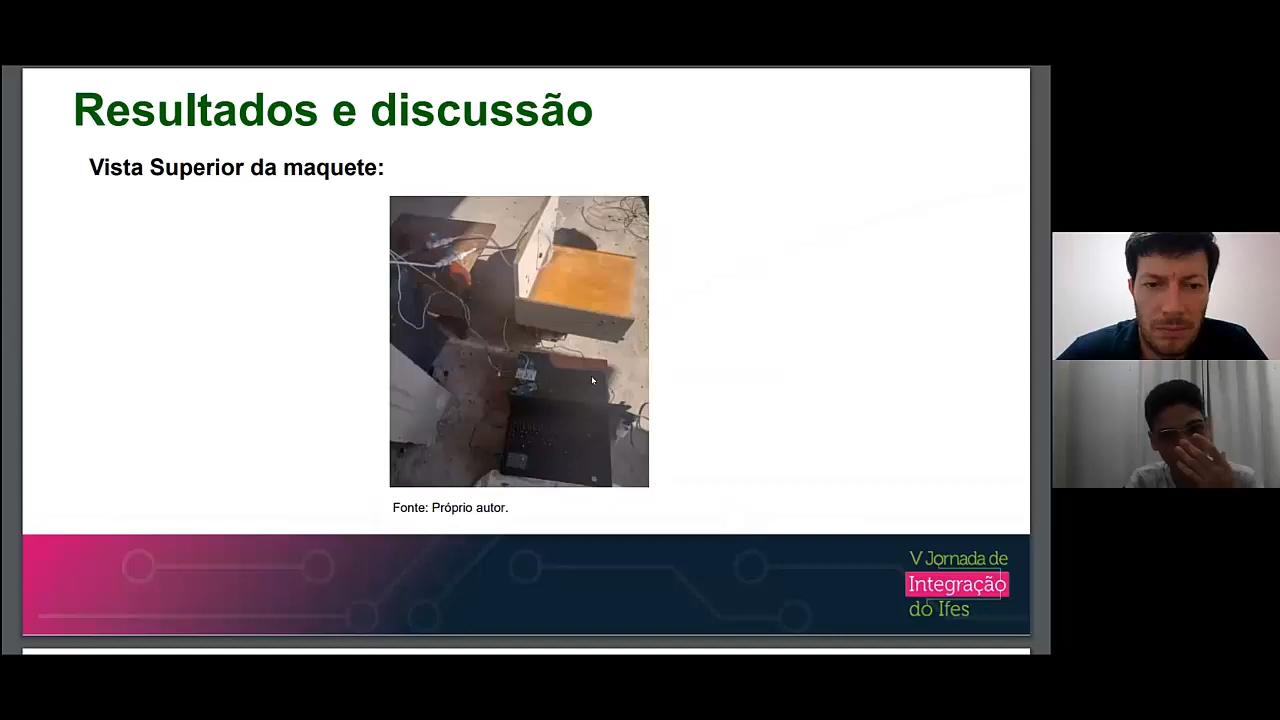 Resultados e discussão
Vista Superior da maquete:
Fonte: Próprio autor.
V Jornada de
Integração
do Ifes